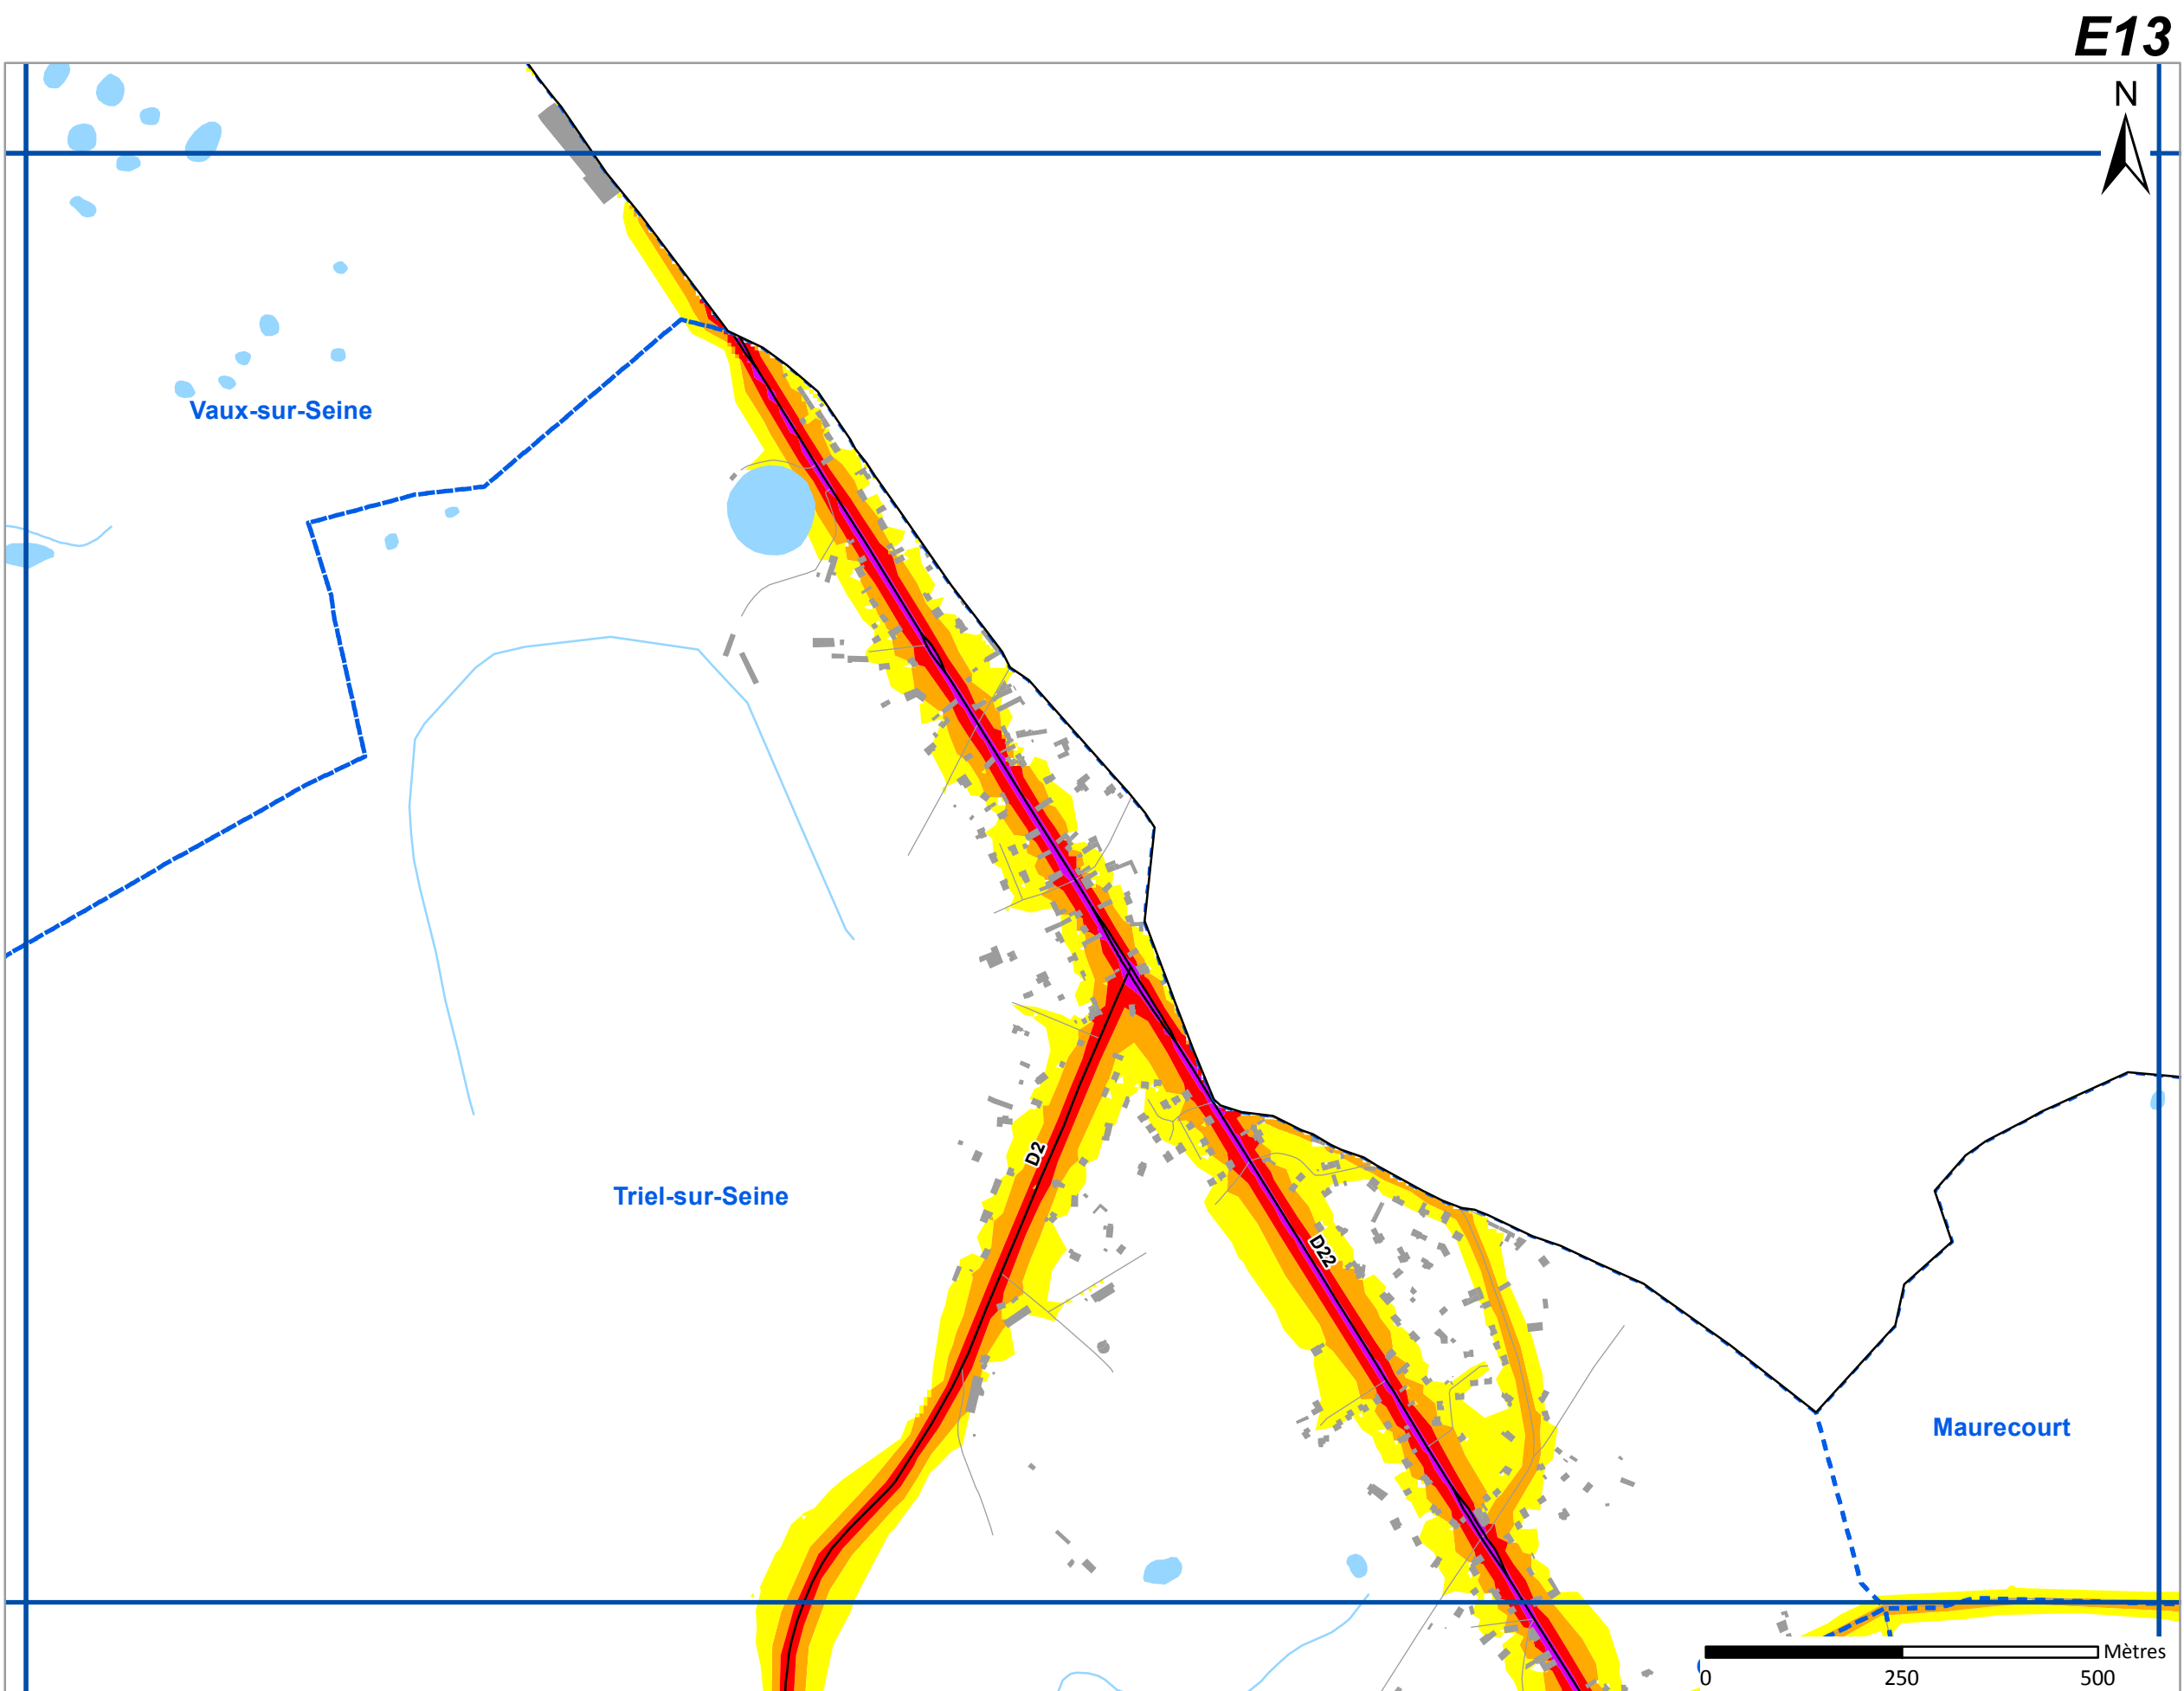 E13
N
Vaux-sur-Seine
D2
Triel-sur-Seine
D22
Maurecourt
Mètres
0 250 500